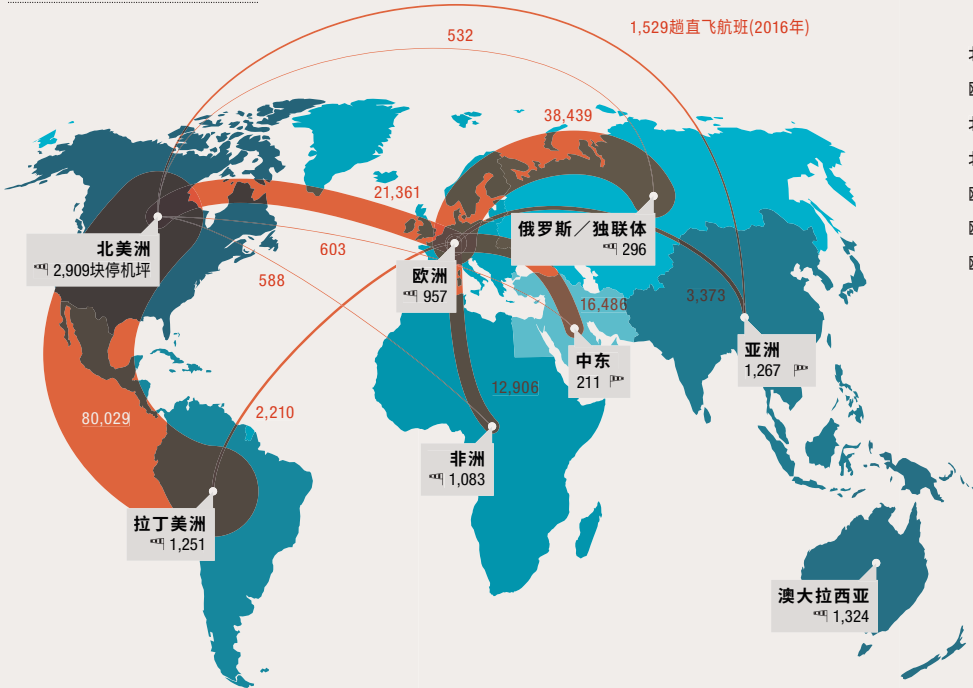 1,529趟直飞航班(2016年)
532
38,439
21,361
俄罗斯／独联体
296
北美洲
2,909块停机坪
603
欧洲
957
588
16,486
3,373
亚洲
1,267
中东
211
12,906
80,029
2,210
非洲
1,083
拉丁美洲
1,251
澳大拉西亚
1,324